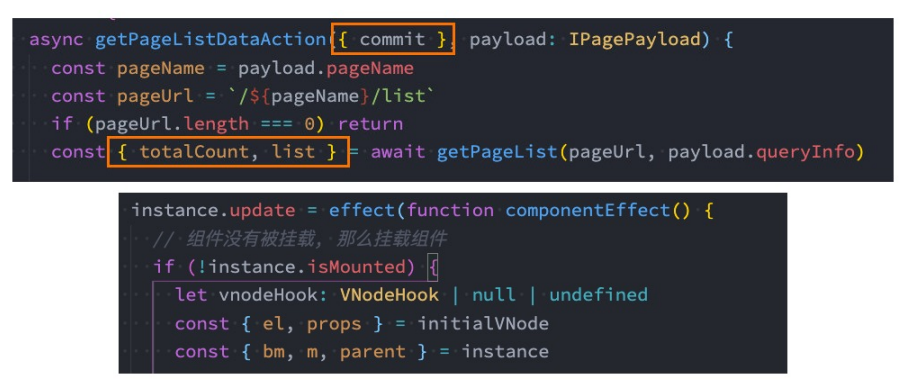 async getPageListDataAction({ commit }, payload: IPagePayload) {
const pageName = payload.pageName
const pageUrl = `/${pageName}/list`
if (pageUrl.length === 0) return
const { totalCount, list } = await getPageList(pageUrl, payload.queryInfo)
instance.update = effect(function componentEffect() {
// 组件没有被挂载, 那么挂载组件
if (!instance.isMounted) {
let vnodeHook: VNodeHook | null | undefined
const { el, props } = initialVNode
const { bm, m, parent } = instance